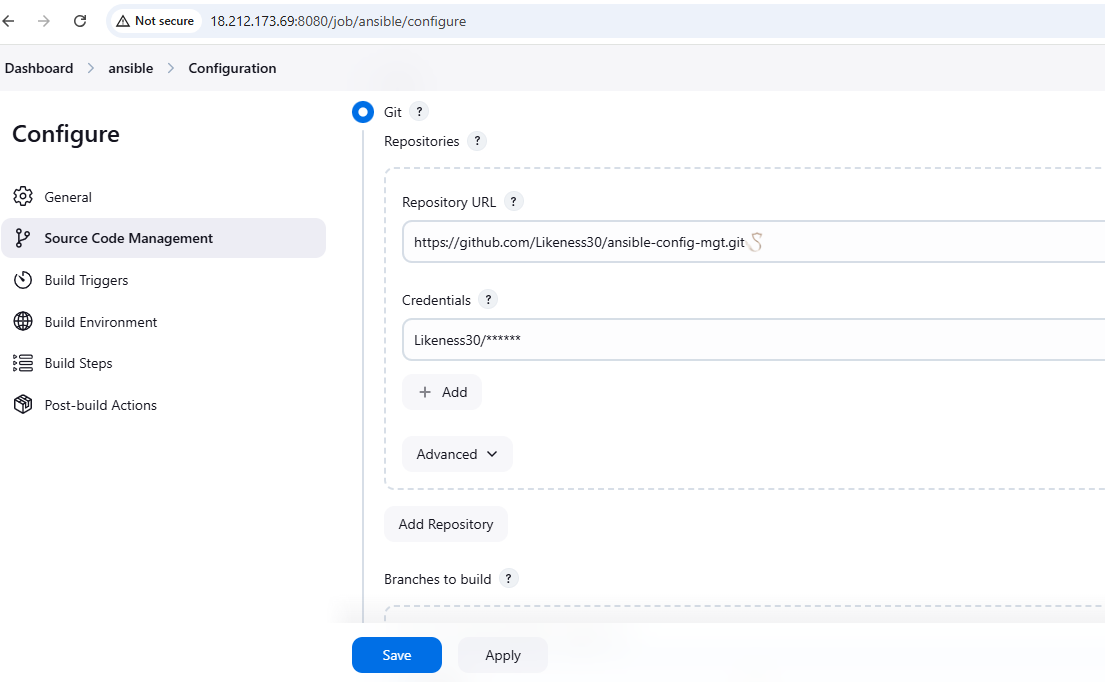 Not secure 18.212.173.69:8080/job/ansible/configure
Dashboard > ansible > Configuration
Configure
General
Source Code Management
Build Triggers
Build Environment
Build Steps
Post-build Actions
Git ?
Repositories ?
Repository URL ?
https://github.com/Likeness30/ansible-config-mgt.git
Credentials ?
Likeness30/******
+ Add
Advanced
Add Repository
Branches to build ?
Save Apply